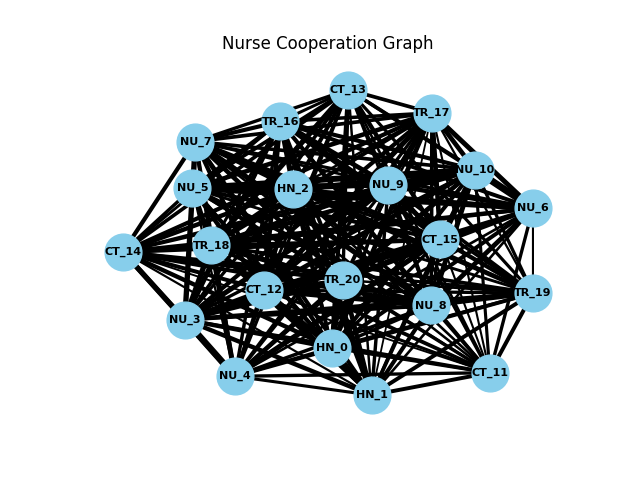 Nurse Cooperation Graph
CT_13
TR_17
TR_16
NU_7
NU_10
NU_9
NU_5
HN_2
NU_6
CT_15
TR_18
CT_14
TR_20
CT_12
TR_19
NU_8
NU_3
HN_0
CT_11
NU_4
HN_1